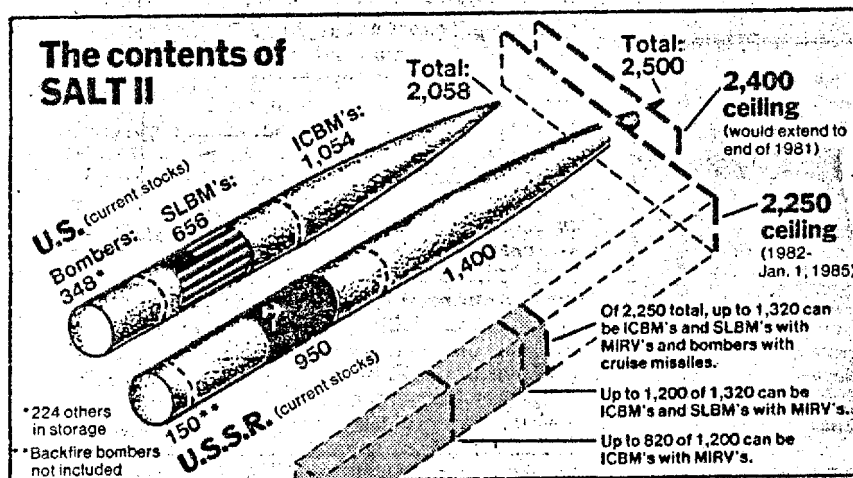 The contents of
SALT II
Total:
2,058
Total:
2,500
2,400
ceiling
(would extend to
end of 1981)
2,250
ceiling
(1982-
Jan. 1, 1985)
U.S. (current stocks)
Bombers:
348*
SLBM's:
656
ICBM's:
1,054
1,400
950
150**
U.S.S.R. (current stocks)
*224 others
in storage
**Backfire bombers
not included
Of 2,250 total, up to 1,320 can
be ICBM's and SLBM's with
MIRV's and bombers with
cruise missiles.
Up to 1,200 of 1,320 can be
ICBM's and SLBM's with MIRV's.
Up to 820 of 1,200 can be
ICBM's with MIRV's.